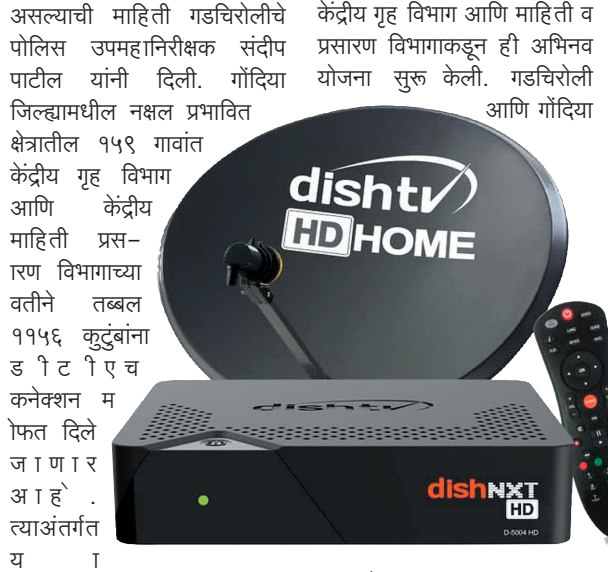 असल्याची माहिती गडचिरोलीचे
पोलिस उपमहानिरीक्षक संदीप
पाटील यांनी दिली. गोंदिया
जिल्ह्यामधील नक्षल प्रभावित
क्षेत्रातील १५९ गावांत
केंद्रीय गृह विभाग
आणि केंद्रीय
माहिती प्रस-
ारण विभागाच्या
वतीने तब्बल
११५६ कुटुंबांना
डीटीएच
कनेक्शन म
ोफत दिले
जाणार
आहे.
त्याअंतर्गत
या
केंद्रीय गृह विभाग आणि माहिती व
प्रसारण विभागाकडून ही अभिनव
योजना सुरू केली. गडचिरोली
आणि गोंदिया
dishtv
HD HOME
dishtv
dishNXT
HD
D-5004 HD